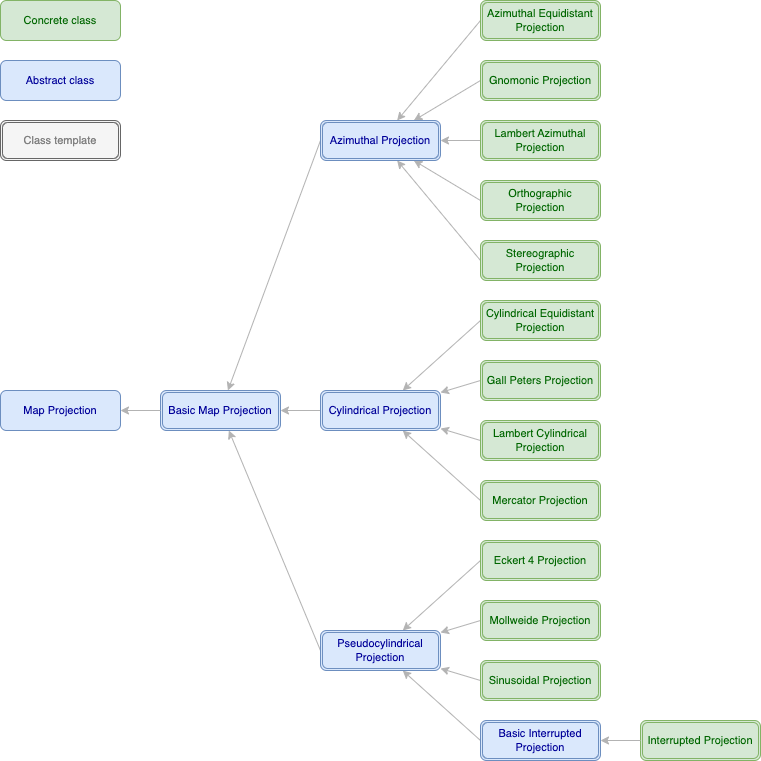 Concrete class
Abstract class
Class template
Azimuthal Equidistant
Projection
Gnomonic Projection
Azimuthal Projection
Lambert Azimuthal
Projection
Orthographic
Projection
Stereographic
Projection
Cylindrical Equidistant
Projection
Gall Peters Projection
Map Projection
Basic Map Projection
Cylindrical Projection
Lambert Cylindrical
Projection
Mercator Projection
Eckert 4 Projection
Mollweide Projection
Pseudocylindrical
Projection
Sinusoidal Projection
Basic Interrupted
Projection
Interrupted Projection